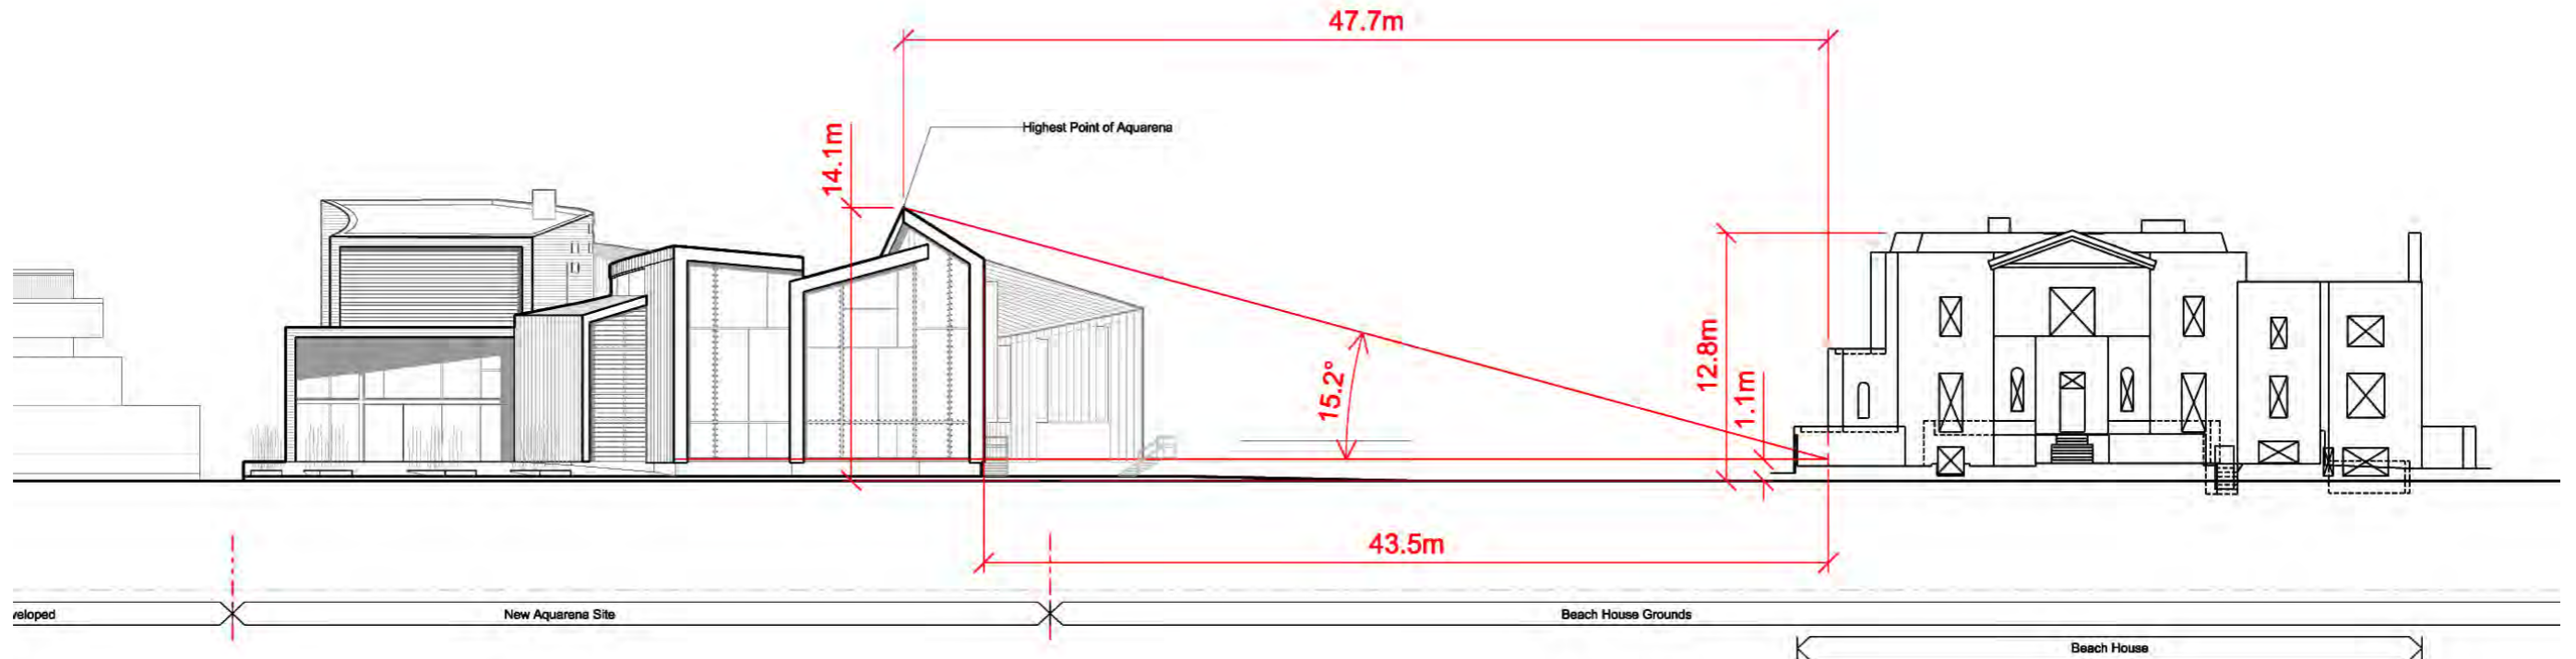 47.7m
Highest Point of Aquarena
14.1m
12.8m
1.1m
15.2°
43.5m
veloped
New Aquarena Site
Beach House Grounds
Beach House